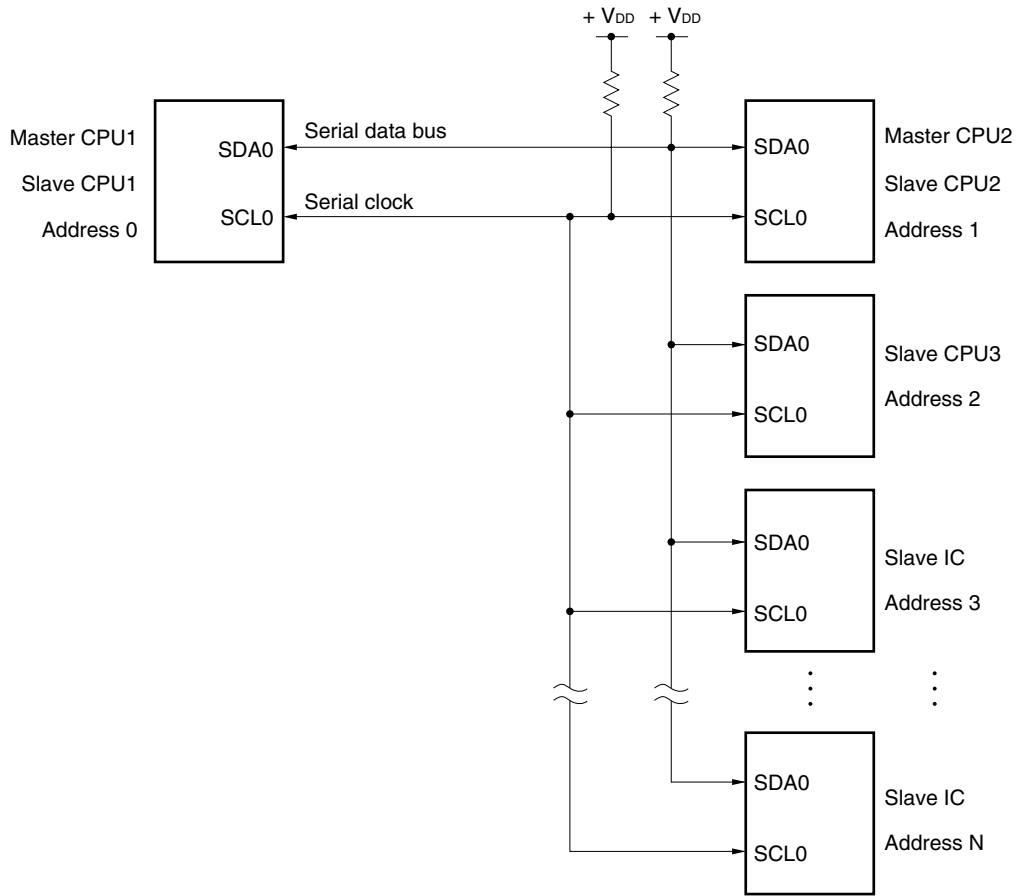 + VDD
+ VDD
Master CPU1
Slave CPU1
Address 0
SDA0
SCL0
Serial data bus
Serial clock
SDA0
SCL0
Master CPU2
Slave CPU2
Address 1
SDA0
SCL0
Slave CPU3
Address 2
SDA0
SCL0
Slave IC
Address 3
SDA0
SCL0
Slave IC
Address N